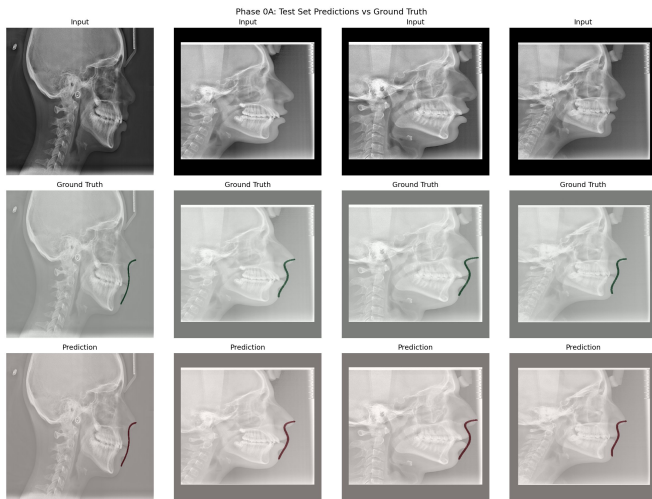 Phase 0A: Test Set Predictions vs Ground Truth
Input Input Input Input
Ground Truth Ground Truth Ground Truth Ground Truth
Prediction Prediction Prediction Prediction